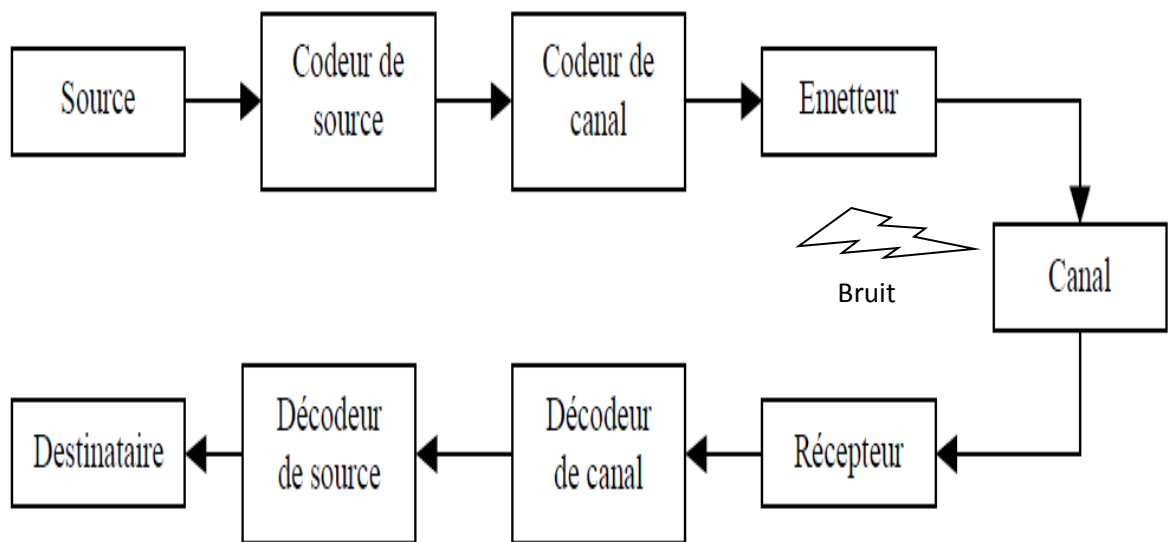 Source
Codeur de
source
Codeur de
canal
Emetteur
Bruit
Canal
Destinataire
Décodeur
de source
Décodeur
de canal
Récepteur